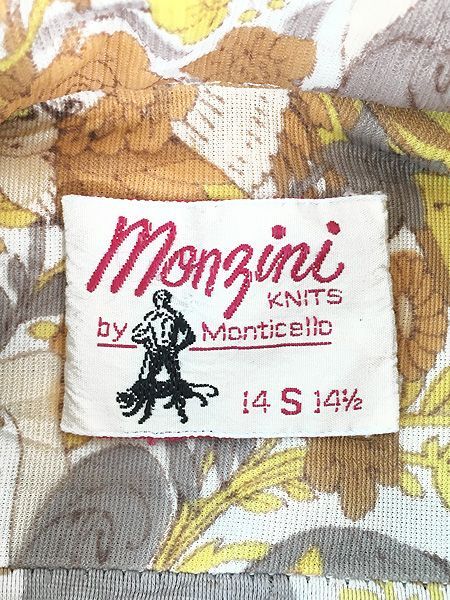 Monzini
KNITS
by Monticello
14 S 14½